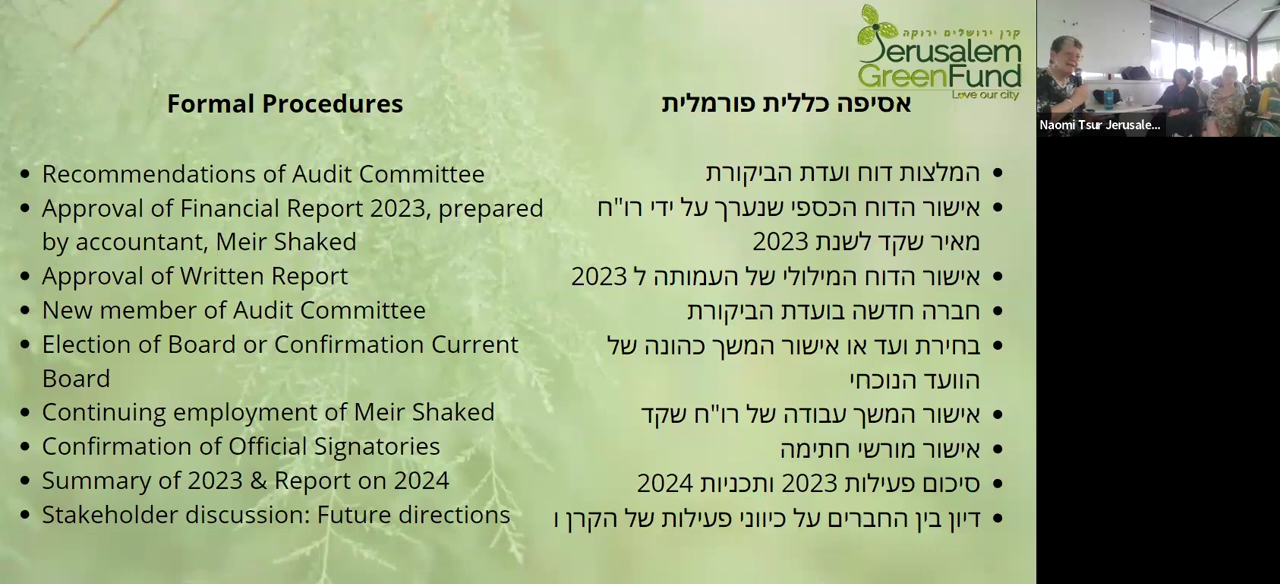 קרן ירושלים ירוקה
Jerusalem
GreenFund
Love our city
Formal Procedures
• Recommendations of Audit Committee
• Approval of Financial Report 2023, prepared
by accountant, Meir Shaked
• Approval of Written Report
• New member of Audit Committee
• Election of Board or Confirmation Current
Board
• Continuing employment of Meir Shaked
• Confirmation of Official Signatories
• Summary of 2023 & Report on 2024
• Stakeholder discussion: Future directions
אסיפה כללית פורמלית
• המלצות דוח ועדת הביקורת
• אישור הדוח הכספי שנערך על ידי רו"ח
מאיר שקד לשנת 2023
• אישור הדוח המילולי של העמותה ל 2023
• חברה חדשה בועדת הביקורת
• בחירת ועד או אישור המשך כהונה של
הוועד הנוכחי
• אישור המשך עבודה של רו"ח שקד
• אישור מורשי חתימה
• סיכום פעילות 2023 ותכניות 2024
• דיון בין החברים על כיווני פעילות של הקרן ו
Naomi Tsur Jerusale...